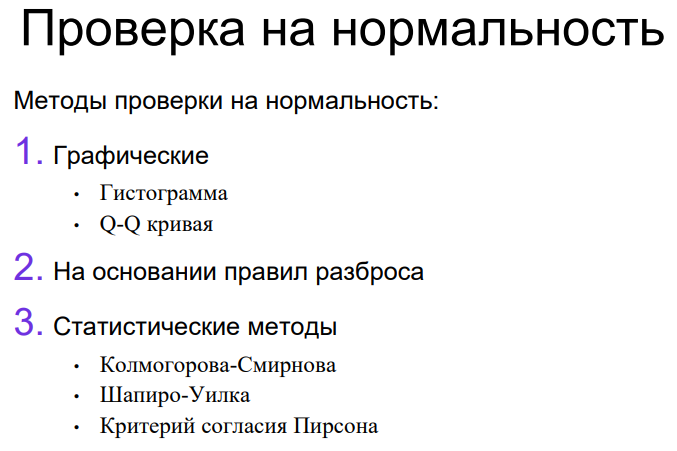 Проверка на нормальность
Методы проверки на нормальность:
1. Графические
• Гистограмма
• Q-Q кривая
2. На основании правил разброса
3. Статистические методы
• Колмогорова-Смирнова
• Шапиро-Уилка
• Критерий согласия Пирсона